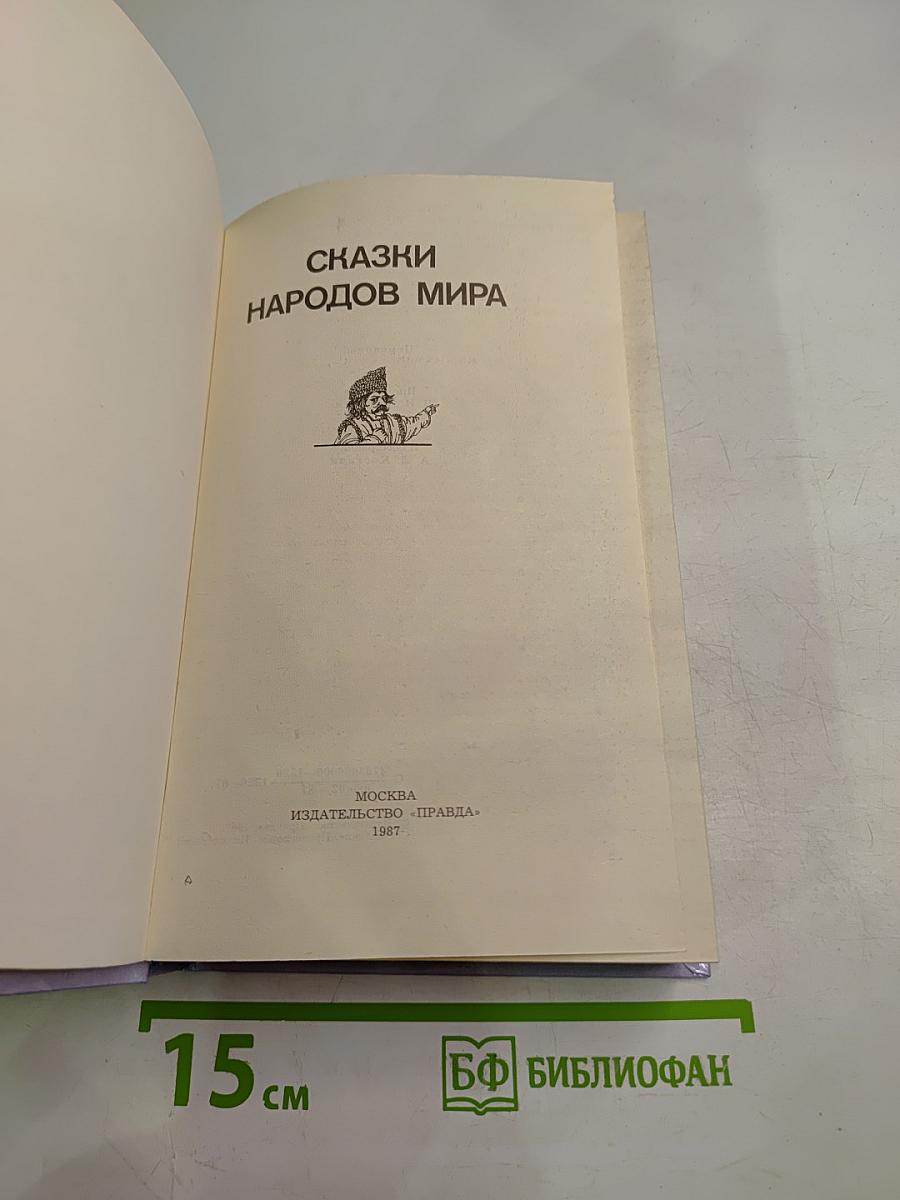 СКАЗКИ
НАРОДОВ МИРА
МОСКВА
ИЗДАТЕЛЬСТВО «ПРАВДА»
1987
15 см
БФ БИБЛИОФАН